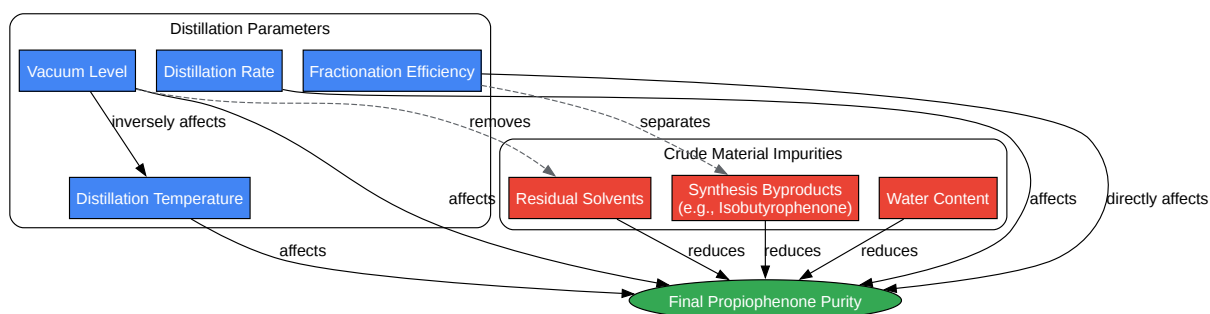 Distillation Parameters
Vacuum Level
Distillation Rate
Fractionation Efficiency
inversely affects
removes
separates
Crude Material Impurities
Distillation Temperature
affects
Residual Solvents
Synthesis Byproducts
(e.g., Isobutyrophenone)
Water Content
affects
directly affects
affects
reduces
reduces
reduces
Final Propiophenone Purity